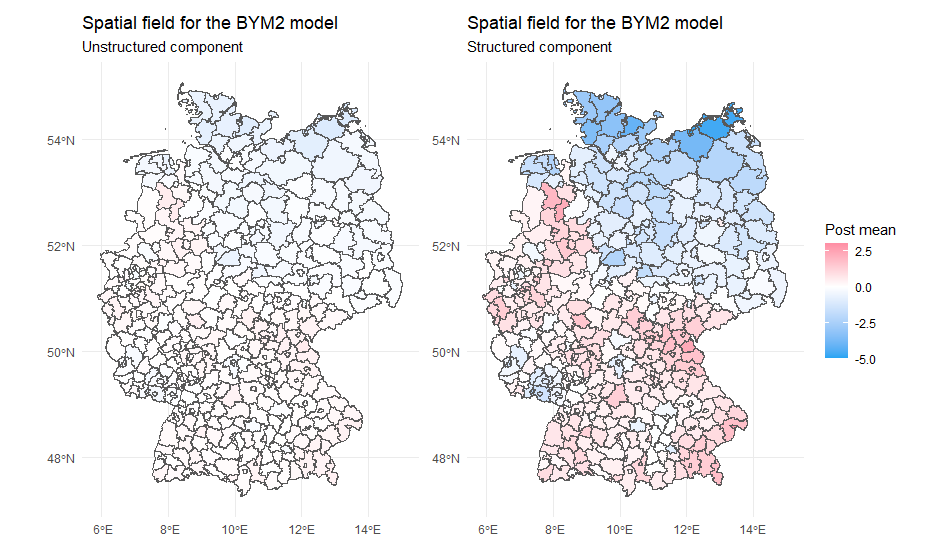 Spatial field for the BYM2 model
Unstructured component
54°N
52°N
50°N
48°N
6°E 8°E 10°E 12°E 14°E
Spatial field for the BYM2 model
Structured component
54°N
52°N
50°N
48°N
6°E 8°E 10°E 12°E 14°E
Post mean
2.5
0.0
-2.5
-5.0